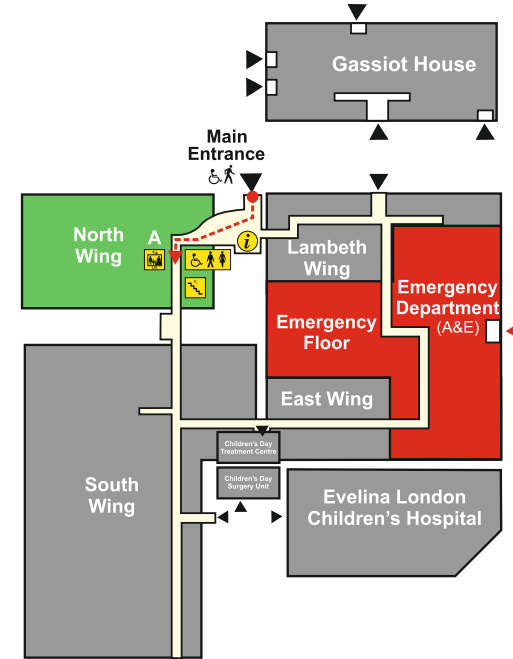 Gassiot House
Main
Entrance
North
Wing
A
i
Lambeth
Wing
Emergency
Department
(A&E)
Emergency
Floor
East Wing
Children's Day
Treatment Centre
Children's Day
Surgery Unit
South
Wing
Evelina London
Children's Hospital